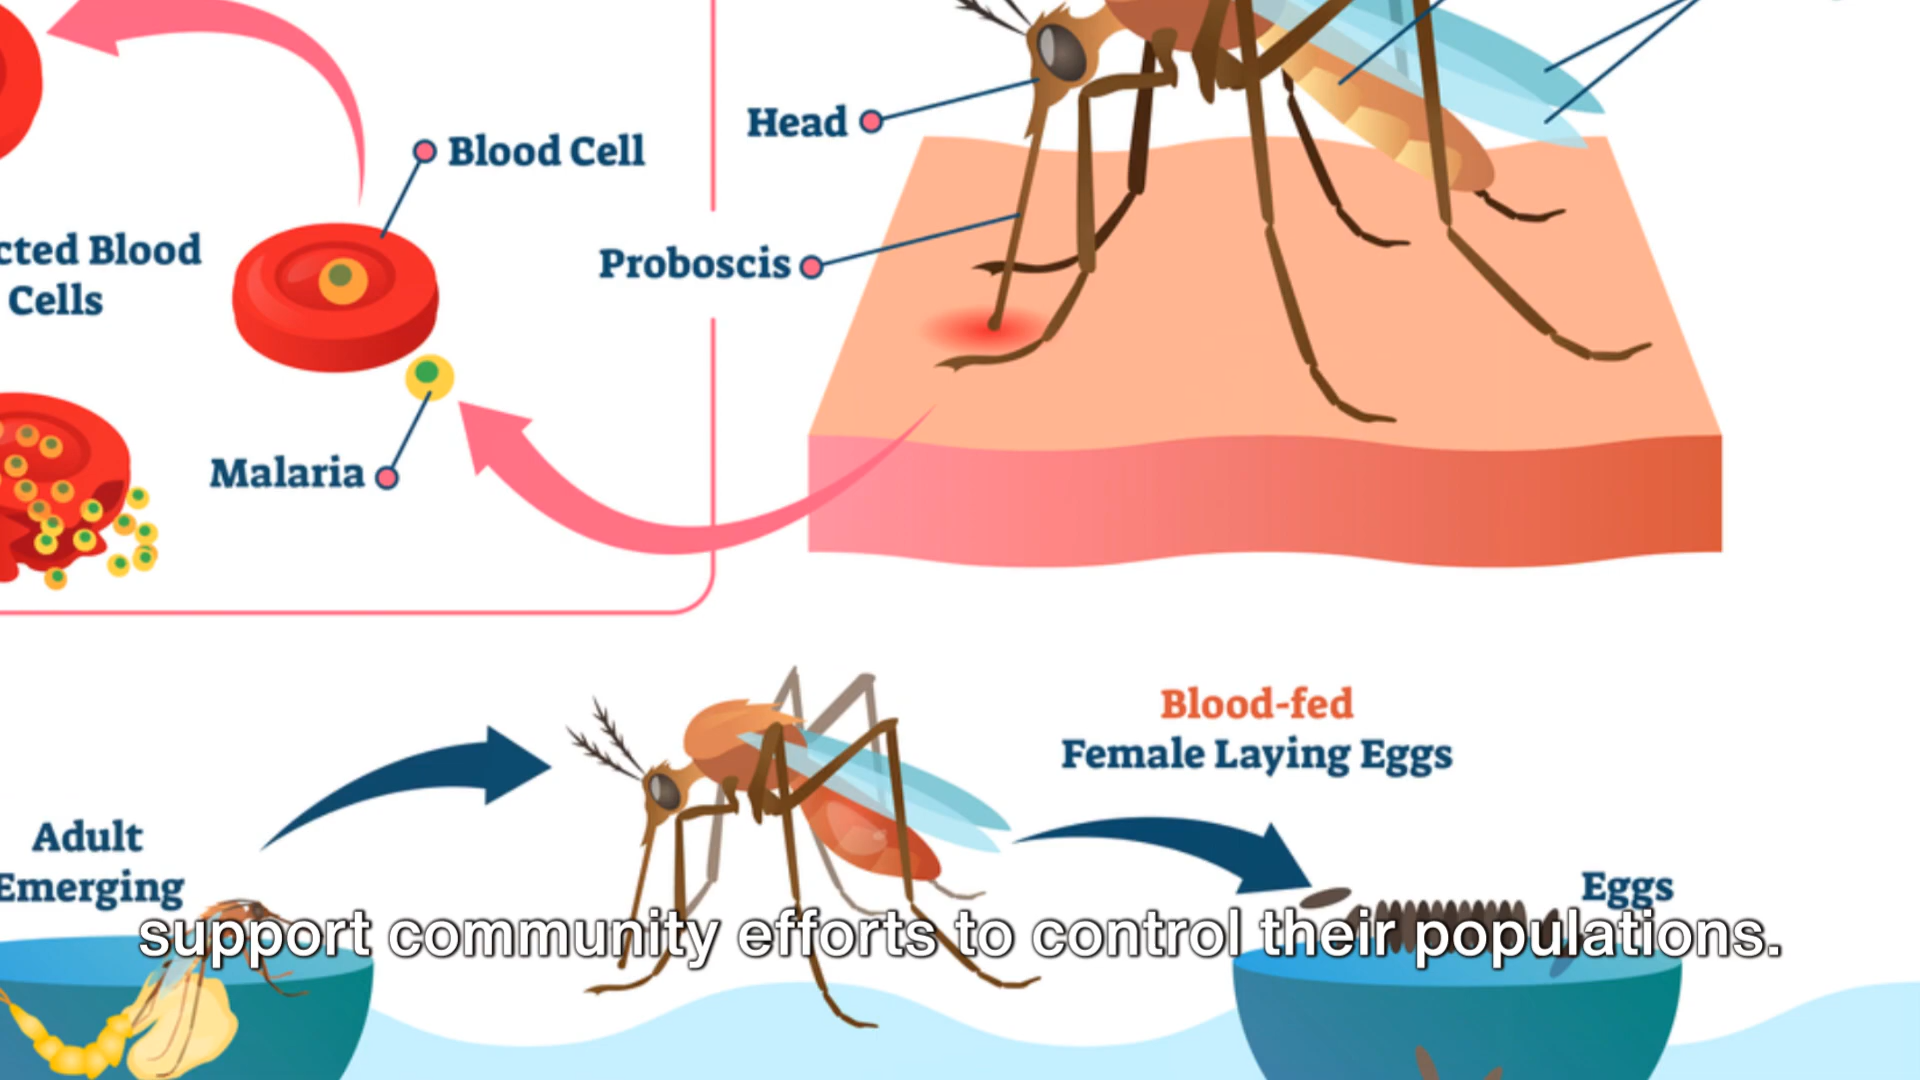 Head
Blood Cell
cted Blood
Cells
Proboscis
Malaria
Blood-fed
Female Laying Eggs
Adult
Emerging
Eggs
support community efforts to control their populations.